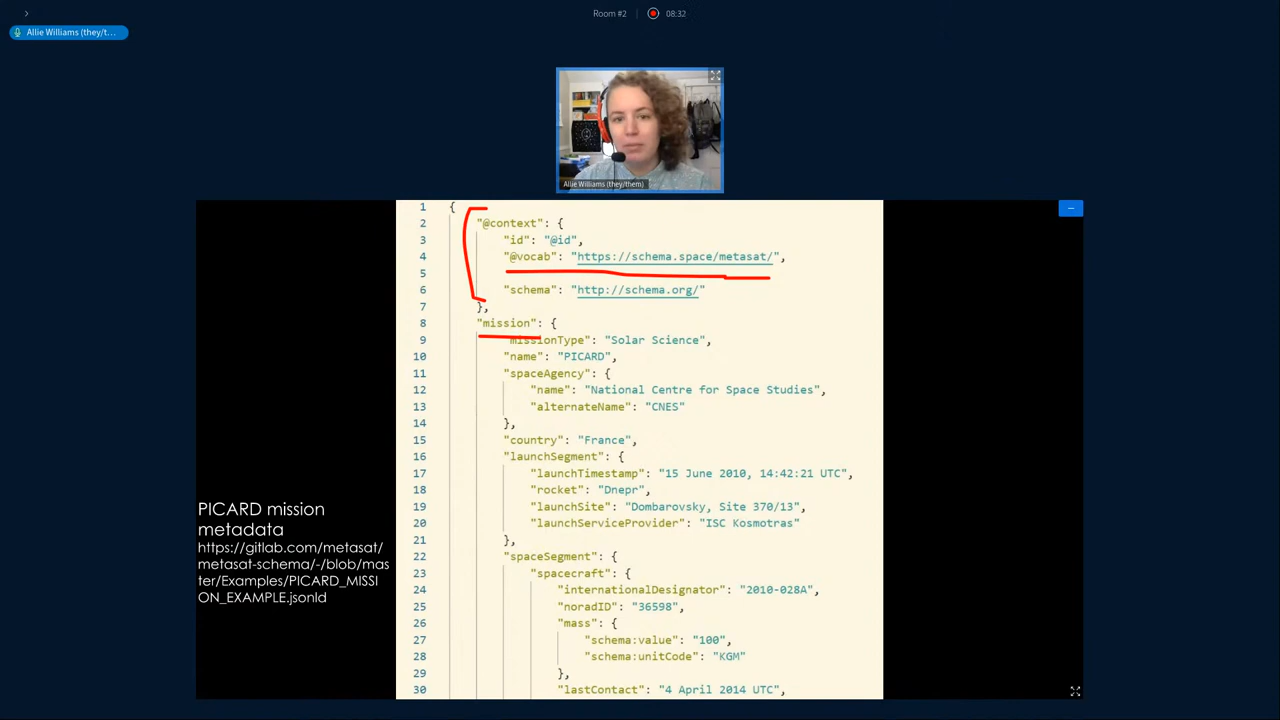 Room #2
08:32
Allie Williams (they/t...
Allie Williams (they/them)
1 {
2 "@context": {
3 "id": "@id",
4 "@vocab": "https://schema.space/metasat/",
5
6 "schema": "http://schema.org/"
7 },
8 "mission": {
9 "missionType": "Solar Science",
10 "name": "PICARD",
11 "spaceAgency": {
12 "name": "National Centre for Space Studies",
13 "alternateName": "CNES"
14 },
15 "country": "France",
16 "launchSegment": {
17 "launchTimestamp": "15 June 2010, 14:42:21 UTC",
18 "rocket": "Dnepr",
19 "launchSite": "Dombarovsky, Site 370/13",
20 "launchServiceProvider": "ISC Kosmotras"
21 },
22 "spaceSegment": {
23 "spacecraft": {
24 "internationalDesignator": "2010-028A",
25 "noradID": "36598",
26 "mass": {
27 "schema:value": "100",
28 "schema:unitCode": "KGM"
29 },
30 "lastContact": "4 April 2014 UTC",
PICARD mission
metadata
https://gitlab.com/metasat/
metasat-schema/-/blob/mas
ter/Examples/PICARD_MISSI
ON_EXAMPLE.jsonld